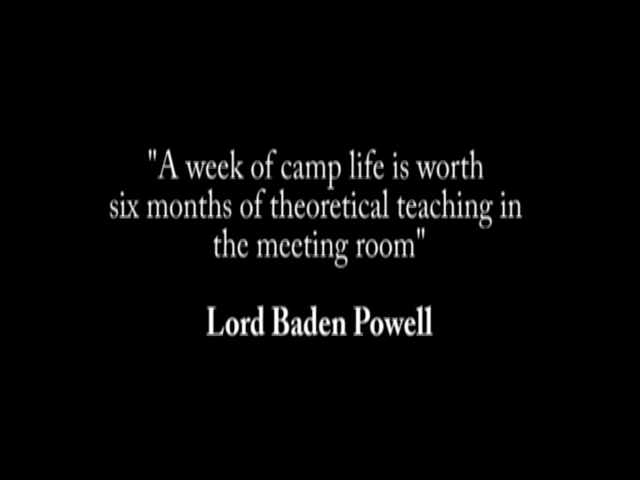 "A week of camp life is worth
six months of theoretical teaching in
the meeting room"
Lord Baden Powell